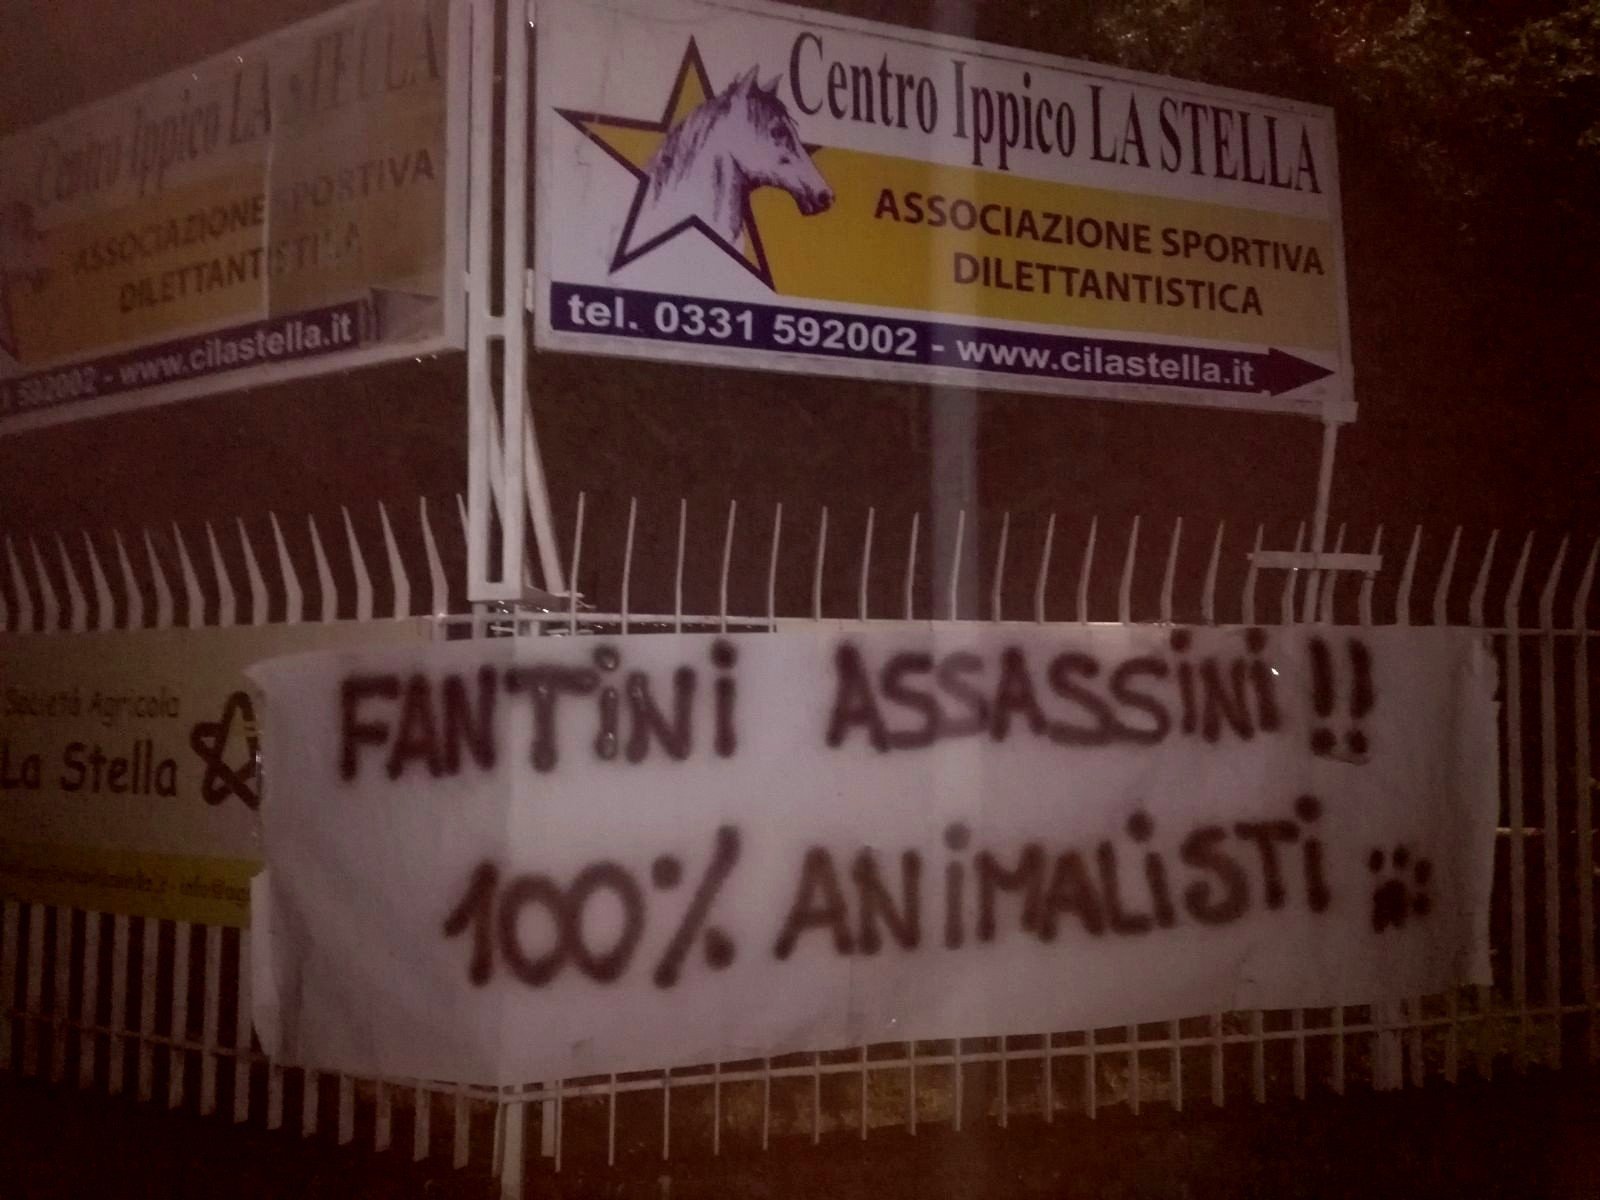 Centro Ippico LA STELLA
ASSOCIAZIONE SPORTIVA
DILETTANTISTICA
www.cilastella.it
Centro Ippico LA STELLA
ASSOCIAZIONE SPORTIVA
DILETTANTISTICA
tel. 0331 592002 - www.cilastella.it
Società Agricola
La Stella
FANTiNi ASSASSiNi!!
100% ANiMALiSTi